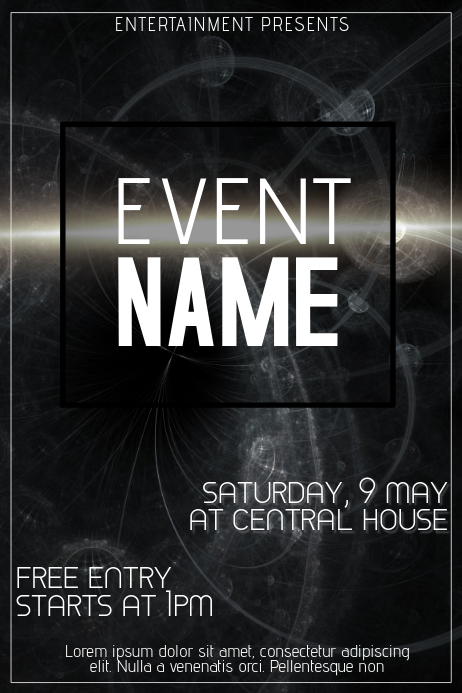 ENTERTAINMENT PRESENTS
EVENT
NAME
SATURDAY, 9 MAY
AT CENTRAL HOUSE
FREE ENTRY
STARTS AT 1PM
Lorem ipsum dolor sit amet, consectetur adipiscing
elit. Nulla a venenatis orci. Pellentesque non